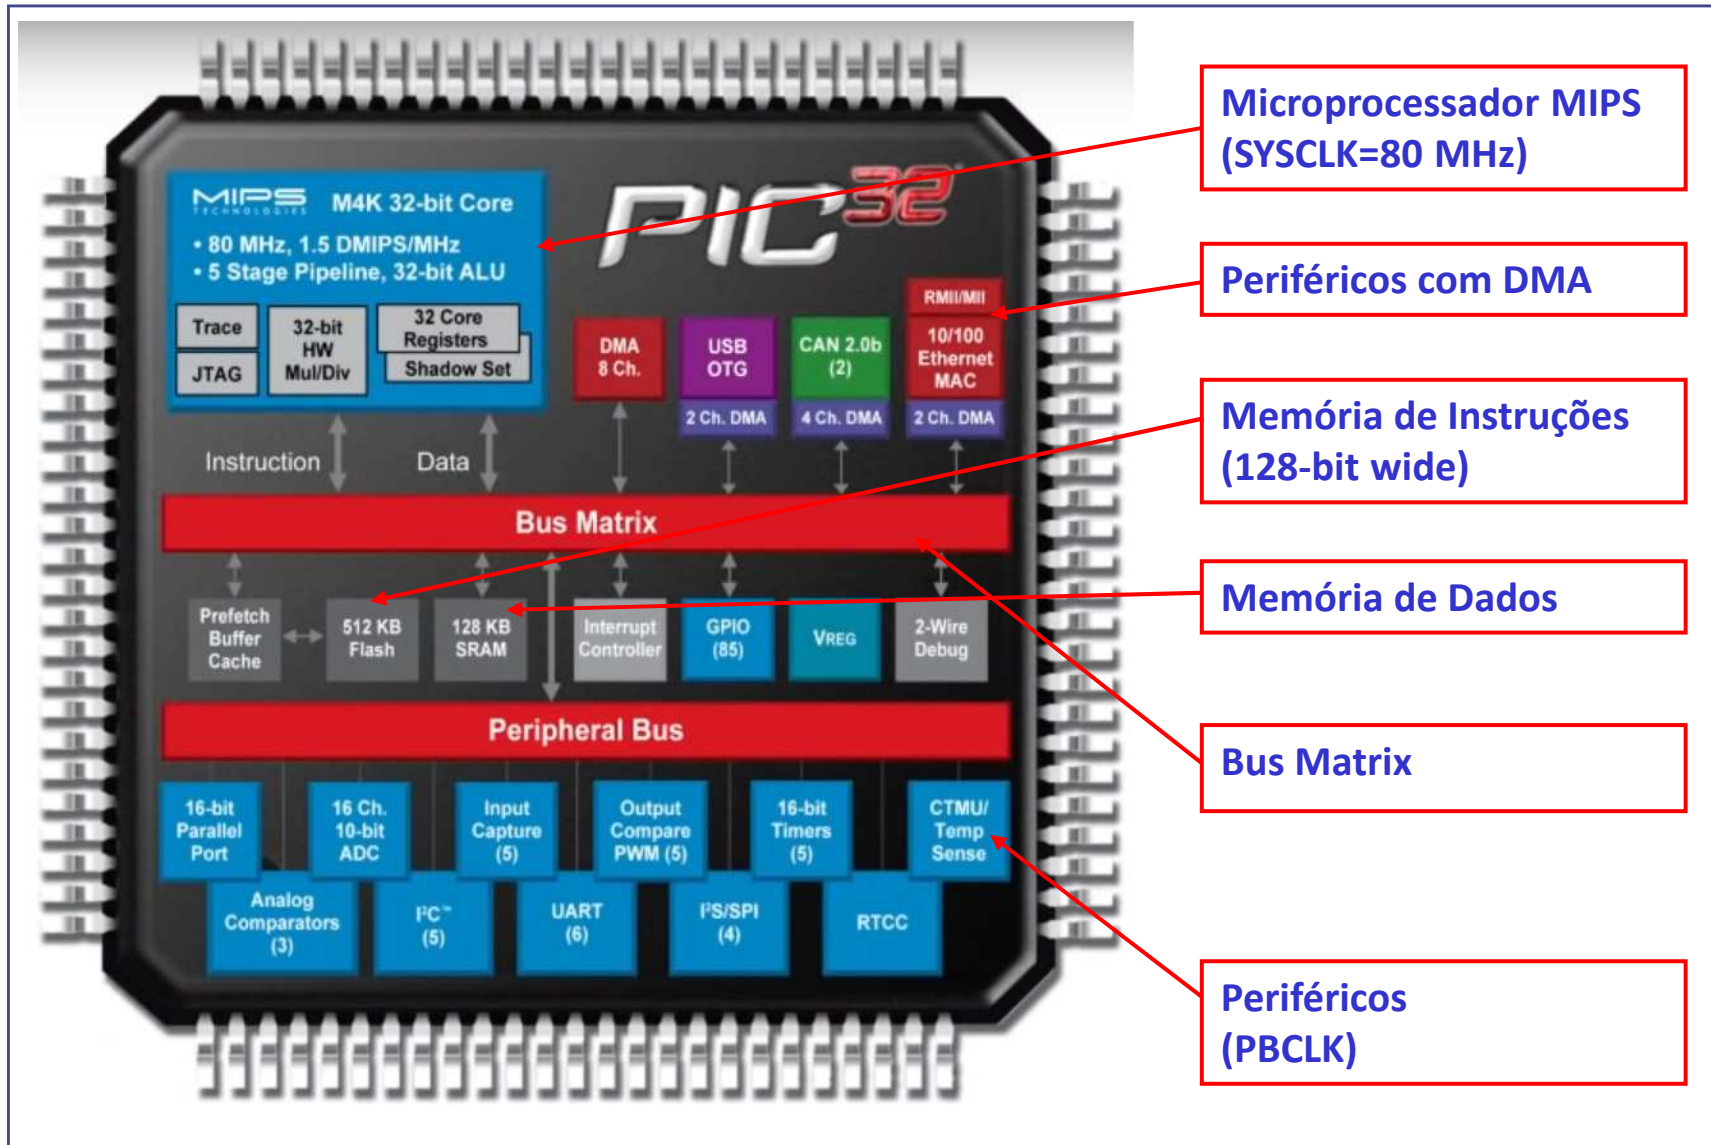 MIPS
TECHNOLOGIES
M4K 32-bit Core
• 80 MHz, 1.5 DMIPS/MHz
• 5 Stage Pipeline, 32-bit ALU
Trace
JTAG
32-bit
HW
Mul/Div
32 Core
Registers
Shadow Set
PIC32
DMA
8 Ch.
USB
OTG
2 Ch. DMA
CAN 2.0b
(2)
4 Ch. DMA
RMII/MII
10/100
Ethernet
MAC
2 Ch. DMA
Instruction
Data
Bus Matrix
Prefetch
Buffer
Cache
512 KB
Flash
128 KB
SRAM
Interrupt
Controller
GPIO
(85)
VREG
2-Wire
Debug
Peripheral Bus
16-bit
Parallel
Port
16 Ch.
10-bit
ADC
Input
Capture
(5)
Output
Compare
PWM (5)
16-bit
Timers
(5)
CTMU/
Temp
Sense
Analog
Comparators
(3)
I²C™
(5)
UART
(6)
I²S/SPI
(4)
RTCC
Microprocessador MIPS
(SYSCLK=80 MHz)
Periféricos com DMA
Memória de Instruções
(128-bit wide)
Memória de Dados
Bus Matrix
Periféricos
(PBCLK)